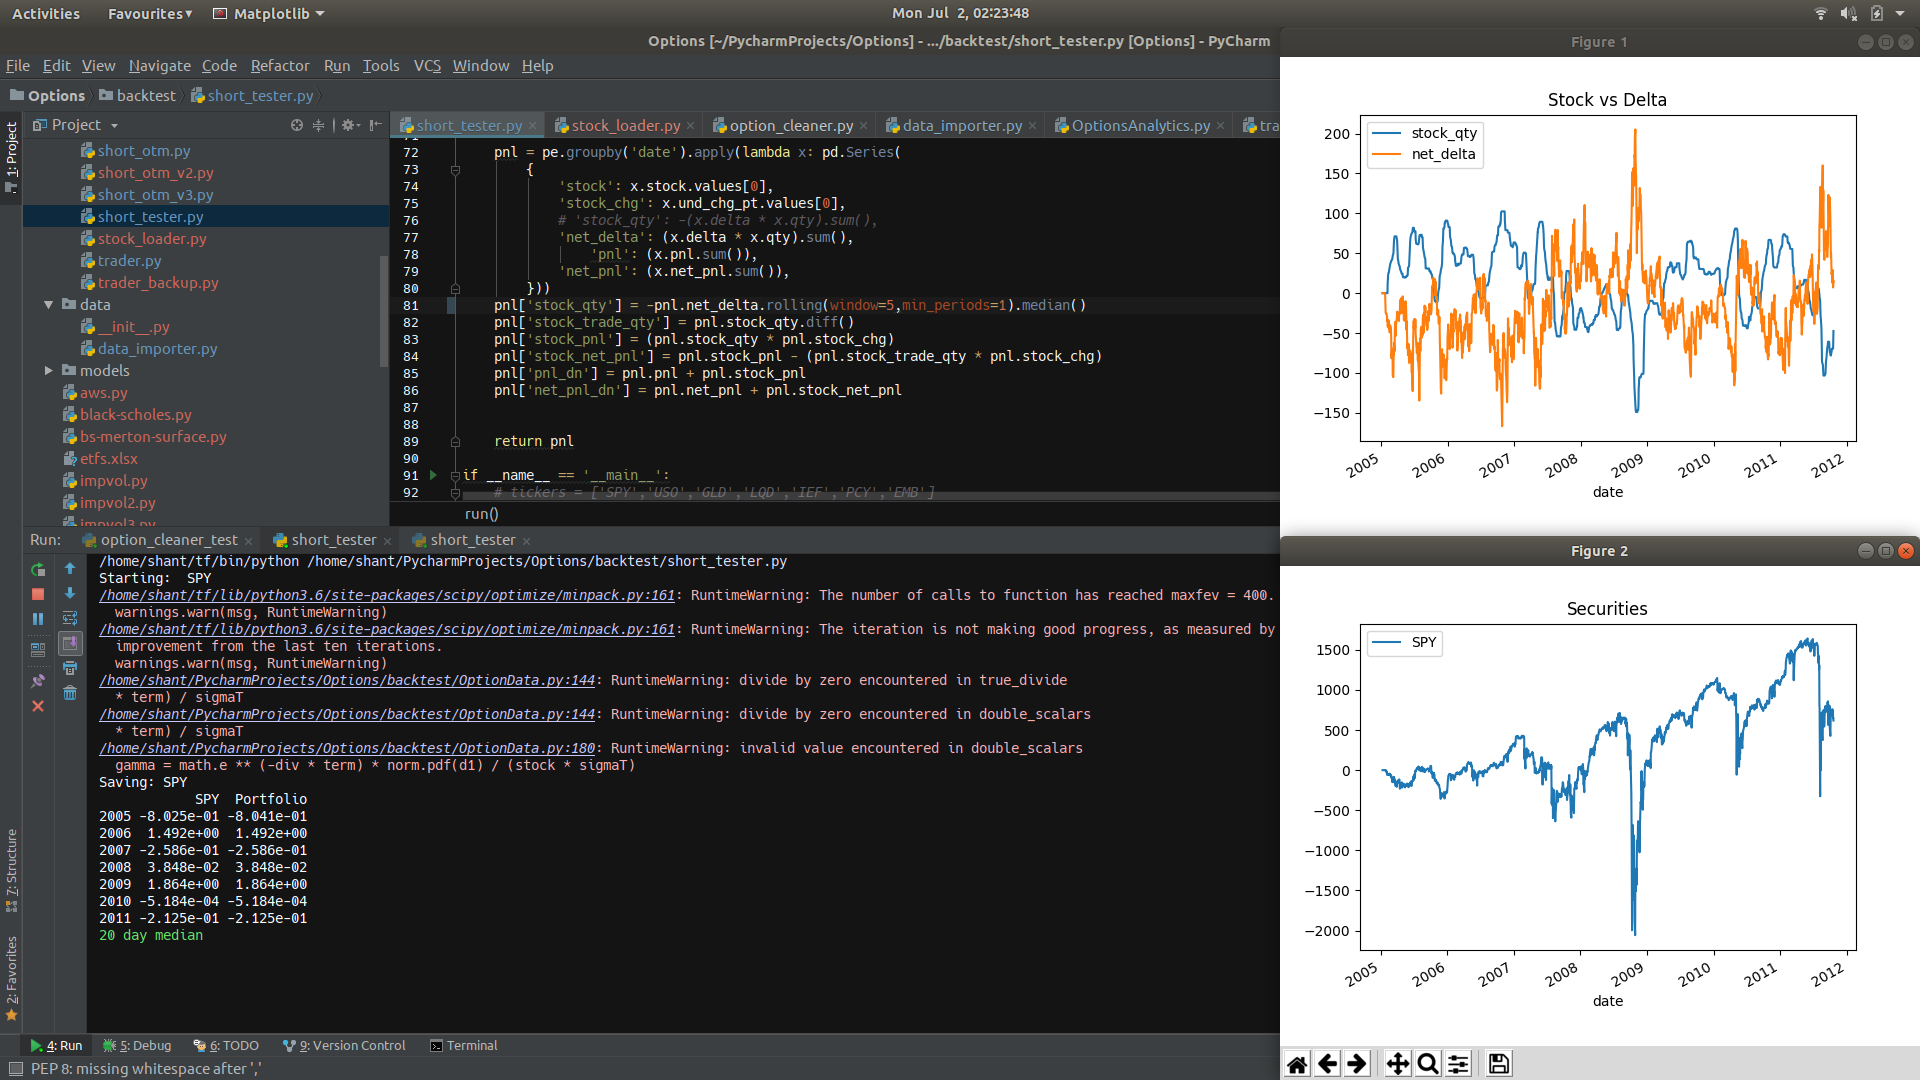 Activities Favourites▾ Matplotlib ▾ Mon Jul 2, 02:23:48
Options [~/PycharmProjects/Options] - .../backtest/short_tester.py [Options] - PyCharm
File Edit View Navigate Code Refactor Run Tools VCS Window Help
Options backtest short_tester.py
1: Project
Project
short_otm.py
short_otm_v2.py
short_otm_v3.py
short_tester.py
stock_loader.py
trader.py
trader_backup.py
data
__init__.py
data_importer.py
models
aws.py
black-scholes.py
bs-merton-surface.py
etfs.xlsx
impvol.py
impvol2.py
impvol3.py
short_tester.py stock_loader.py option_cleaner.py data_importer.py OptionsAnalytics.py tra
72 pnl = pe.groupby('date').apply(lambda x: pd.Series(
73 {
74 'stock': x.stock.values[0],
75 'stock_chg': x.und_chg_pt.values[0],
76 # 'stock_qty': -(x.delta * x.qty).sum(),
77 'net_delta': (x.delta * x.qty).sum(),
78 'pnl': (x.pnl.sum()),
79 'net_pnl': (x.net_pnl.sum()),
80 }))
81 pnl['stock_qty'] = -pnl.net_delta.rolling(window=5,min_periods=1).median()
82 pnl['stock_trade_qty'] = pnl.stock_qty.diff()
83 pnl['stock_pnl'] = (pnl.stock_qty * pnl.stock_chg)
84 pnl['stock_net_pnl'] = pnl.stock_pnl - (pnl.stock_trade_qty * pnl.stock_chg)
85 pnl['pnl_dn'] = pnl.pnl + pnl.stock_pnl
86 pnl['net_pnl_dn'] = pnl.net_pnl + pnl.stock_net_pnl
87
88
89 return pnl
90
91 if __name__ == '__main__':
92 # tickers = ['SPY','USO','GLD','LQD','IEF','PCY','EMB']
run()
Run: option_cleaner_test short_tester short_tester
/home/shant/tf/bin/python /home/shant/PycharmProjects/Options/backtest/short_tester.py
Starting:  SPY
/home/shant/tf/lib/python3.6/site-packages/scipy/optimize/minpack.py:161: RuntimeWarning: The number of calls to function has reached maxfev = 400.
warnings.warn(msg, RuntimeWarning)
/home/shant/tf/lib/python3.6/site-packages/scipy/optimize/minpack.py:161: RuntimeWarning: The iteration is not making good progress, as measured by
improvement from the last ten iterations.
warnings.warn(msg, RuntimeWarning)
/home/shant/PycharmProjects/Options/backtest/OptionData.py:144: RuntimeWarning: divide by zero encountered in true_divide
* term) / sigmaT
/home/shant/PycharmProjects/Options/backtest/OptionData.py:144: RuntimeWarning: divide by zero encountered in double_scalars
* term) / sigmaT
/home/shant/PycharmProjects/Options/backtest/OptionData.py:180: RuntimeWarning: invalid value encountered in double_scalars
gamma = math.e ** (-div * term) * norm.pdf(d1) / (stock * sigmaT)
Saving: SPY
SPY Portfolio
2005 -8.025e-01 -8.041e-01
2006 1.492e+00 1.492e+00
2007 -2.586e-01 -2.586e-01
2008 3.848e-02 3.848e-02
2009 1.864e+00 1.864e+00
2010 -5.184e-04 -5.184e-04
2011 -2.125e-01 -2.125e-01
20 day median
7: Structure
2: Favorites
4: Run 5: Debug 6: TODO 9: Version Control Terminal
PEP 8: missing whitespace after ','
Figure 1
Stock vs Delta
stock_qty
net_delta
200
150
100
50
0
−50
−100
−150
2005 2006 2007 2008 2009 2010 2011 2012
date
Figure 2
Securities
SPY
1500
1000
500
0
−500
−1000
−1500
−2000
2005 2006 2007 2008 2009 2010 2011 2012
date